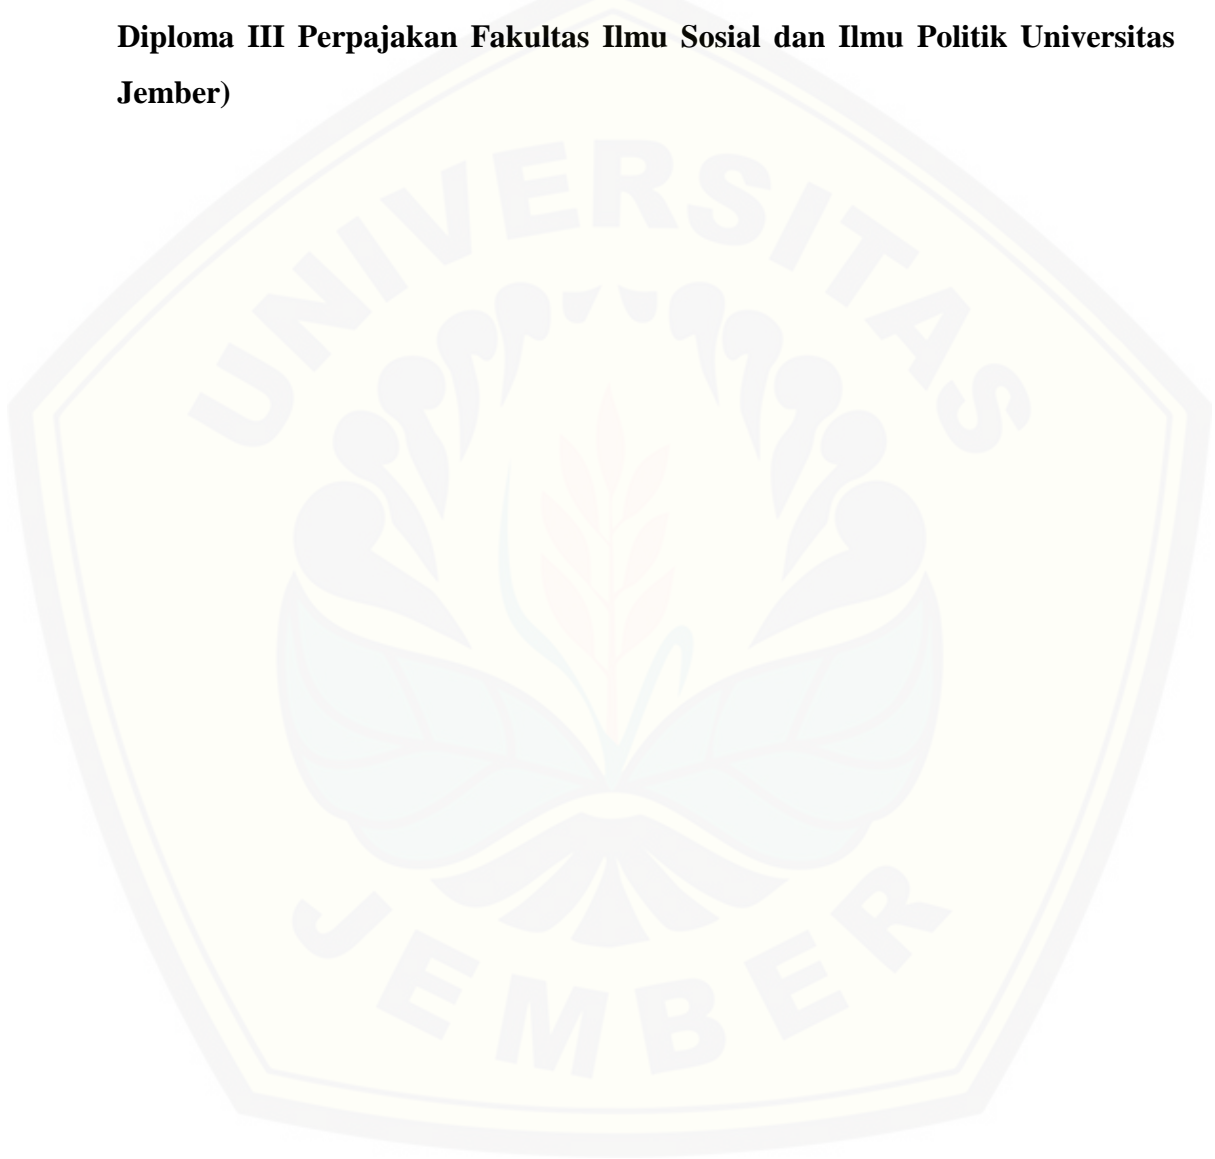 Diploma III Perpajakan Fakultas Ilmu Sosial dan Ilmu Politik Universitas
Jember)
UNIVERSITAS
JEMBER